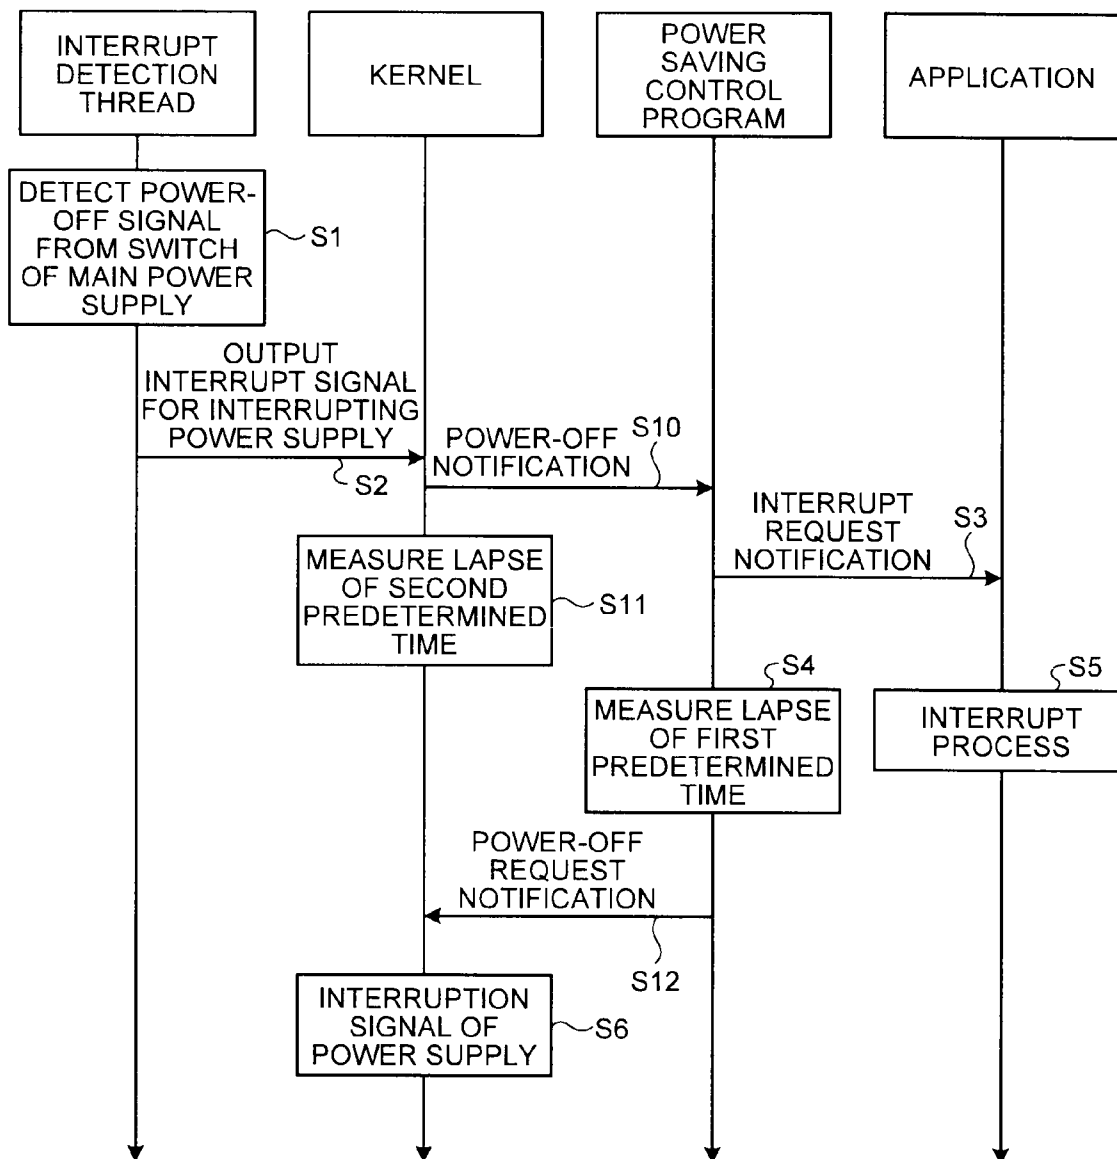 INTERRUPT
DETECTION
THREAD
KERNEL
POWER
SAVING
CONTROL
PROGRAM
APPLICATION
DETECT POWER-
OFF SIGNAL
FROM SWITCH
OF MAIN POWER
SUPPLY
S1
OUTPUT
INTERRUPT SIGNAL
FOR INTERRUPTING
POWER SUPPLY
S2
POWER-OFF
NOTIFICATION
S10
INTERRUPT
REQUEST
NOTIFICATION
S3
MEASURE LAPSE
OF SECOND
PREDETERMINED
TIME
S11
S4
MEASURE LAPSE
OF FIRST
PREDETERMINED
TIME
S5
INTERRUPT
PROCESS
POWER-OFF
REQUEST
NOTIFICATION
S12
INTERRUPTION
SIGNAL OF
POWER SUPPLY
S6